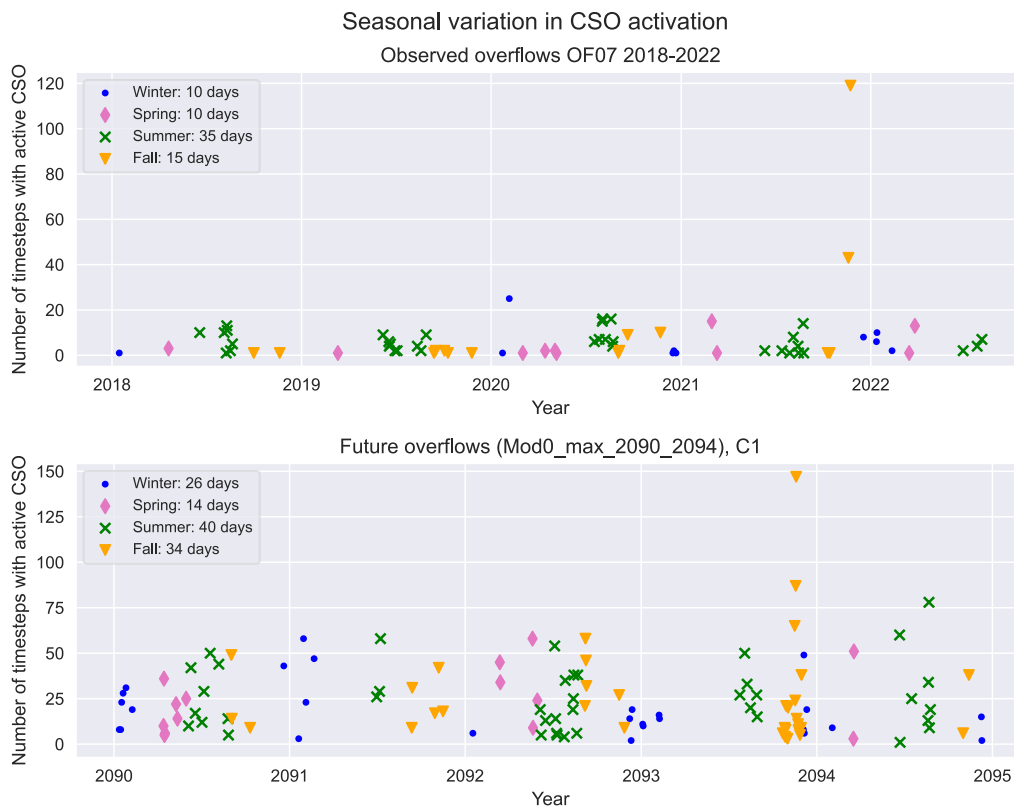 Seasonal variation in CSO activation
Observed overflows OF07 2018-2022
Number of timesteps with active CSO
120
100
80
60
40
20
0
Winter: 10 days
Spring: 10 days
Summer: 35 days
Fall: 15 days
2018 2019 2020 2021 2022
Year
Future overflows (Mod0_max_2090_2094), C1
Number of timesteps with active CSO
150
125
100
75
50
25
0
Winter: 26 days
Spring: 14 days
Summer: 40 days
Fall: 34 days
2090 2091 2092 2093 2094 2095
Year